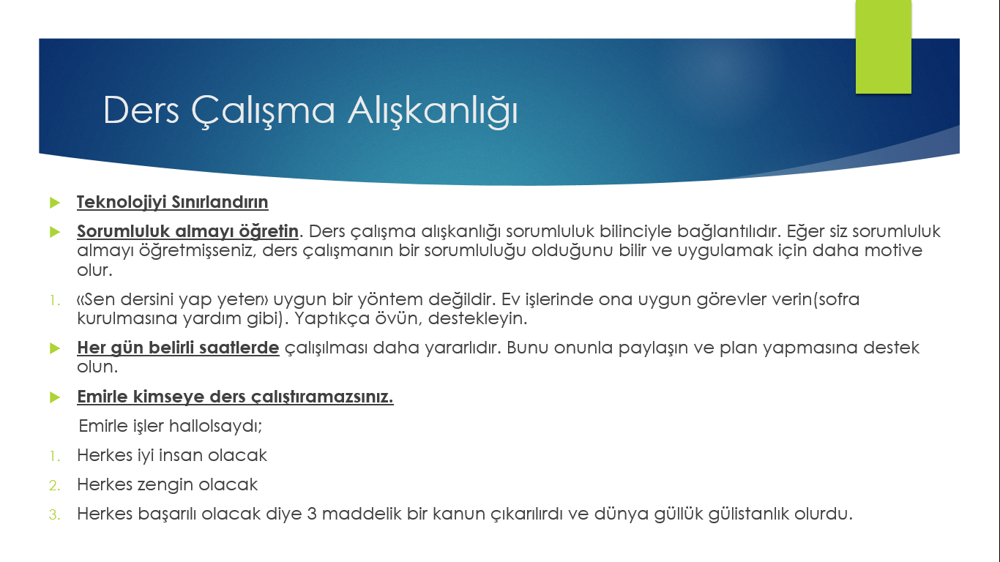 Ders Çalışma Alışkanlığı
Teknolojiyi Sınırlandırın
Sorumluluk almayı öğretin. Ders çalışma alışkanlığı sorumluluk bilinciyle bağlantılıdır. Eğer siz sorumluluk
almayı öğretmişseniz, ders çalışmanın bir sorumluluğu olduğunu bilir ve uygulamak için daha motive
olur.
1. «Sen dersini yap yeter» uygun bir yöntem değildir. Ev işlerinde ona uygun görevler verin(sofra
kurulmasına yardım gibi). Yaptıkça övün, destekleyin.
Her gün belirli saatlerde çalışılması daha yararlıdır. Bunu onunla paylaşın ve plan yapmasına destek
olun.
Emirle kimseye ders çalıştıramazsınız.
Emirle işler hallolsaydı;
1. Herkes iyi insan olacak
2. Herkes zengin olacak
3. Herkes başarılı olacak diye 3 maddelik bir kanun çıkarılırdı ve dünya güllük gülistanlık olurdu.